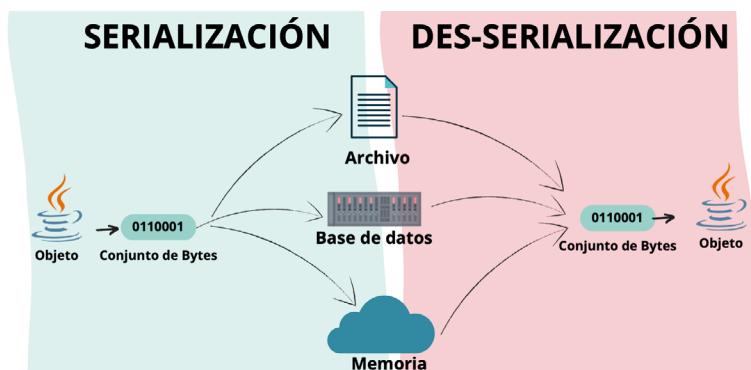 SERIALIZACIÓN
DES-SERIALIZACIÓN
Archivo
0110001
Objeto
Conjunto de Bytes
Base de datos
0110001
Conjunto de Bytes
Objeto
Memoria